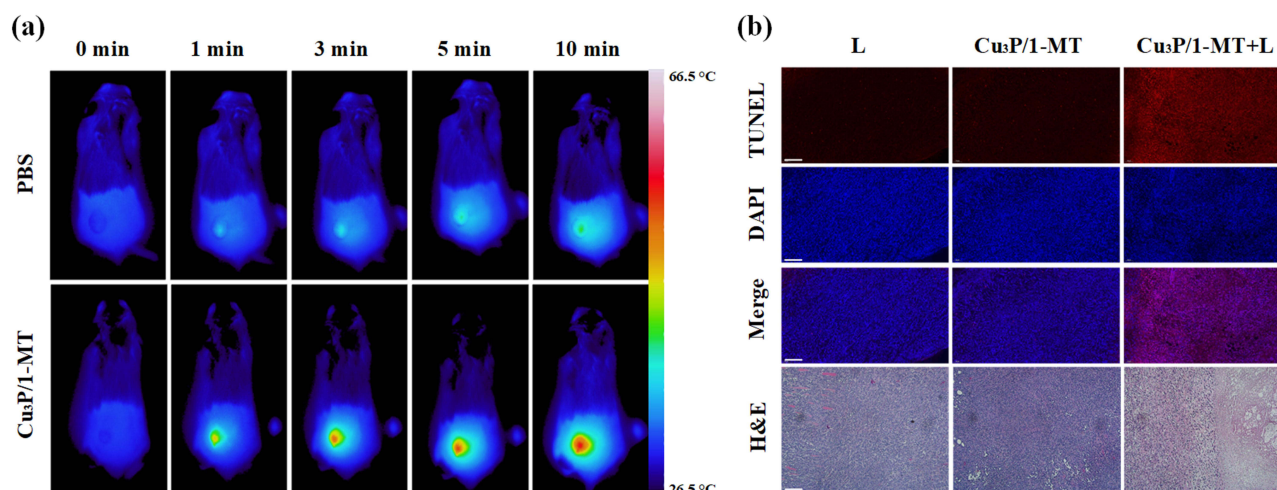 (a)
0 min 1 min 3 min 5 min 10 min
PBS
Cu₃P/1-MT
66.5 °C
26.5 °C
(b)
L Cu₃P/1-MT Cu₃P/1-MT+L
TUNEL
DAPI
Merge
H&E